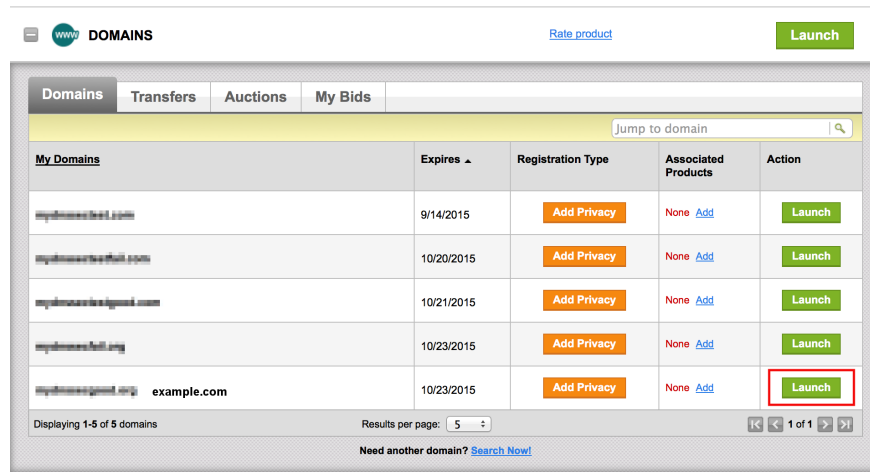 www DOMAINS Rate product Launch
Domains Transfers Auctions My Bids
Jump to domain
My Domains Expires Registration Type Associated Products Action
9/14/2015 Add Privacy None Add Launch
10/20/2015 Add Privacy None Add Launch
10/21/2015 Add Privacy None Add Launch
10/23/2015 Add Privacy None Add Launch
example.com 10/23/2015 Add Privacy None Add Launch
Displaying 1-5 of 5 domains Results per page: 5 1 of 1
Need another domain? Search Now!